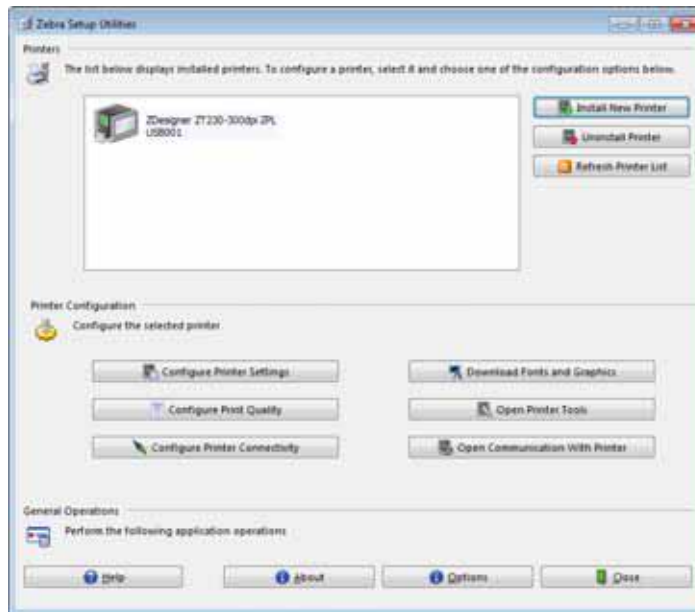 Zebra Setup Utilities
Printers
The list below displays installed printers. To configure a printer, select it and choose one of the configuration options below.
ZDesigner ZT230-300dpi ZPL
USB001
Install New Printer
Uninstall Printer
Refresh Printer List
Printer Configuration
Configure the selected printer
Configure Printer Settings
Download Fonts and Graphics
Configure Print Quality
Open Printer Tools
Configure Printer Connectivity
Open Communication With Printer
General Operations
Perform the following application operations
Help
About
Options
Close